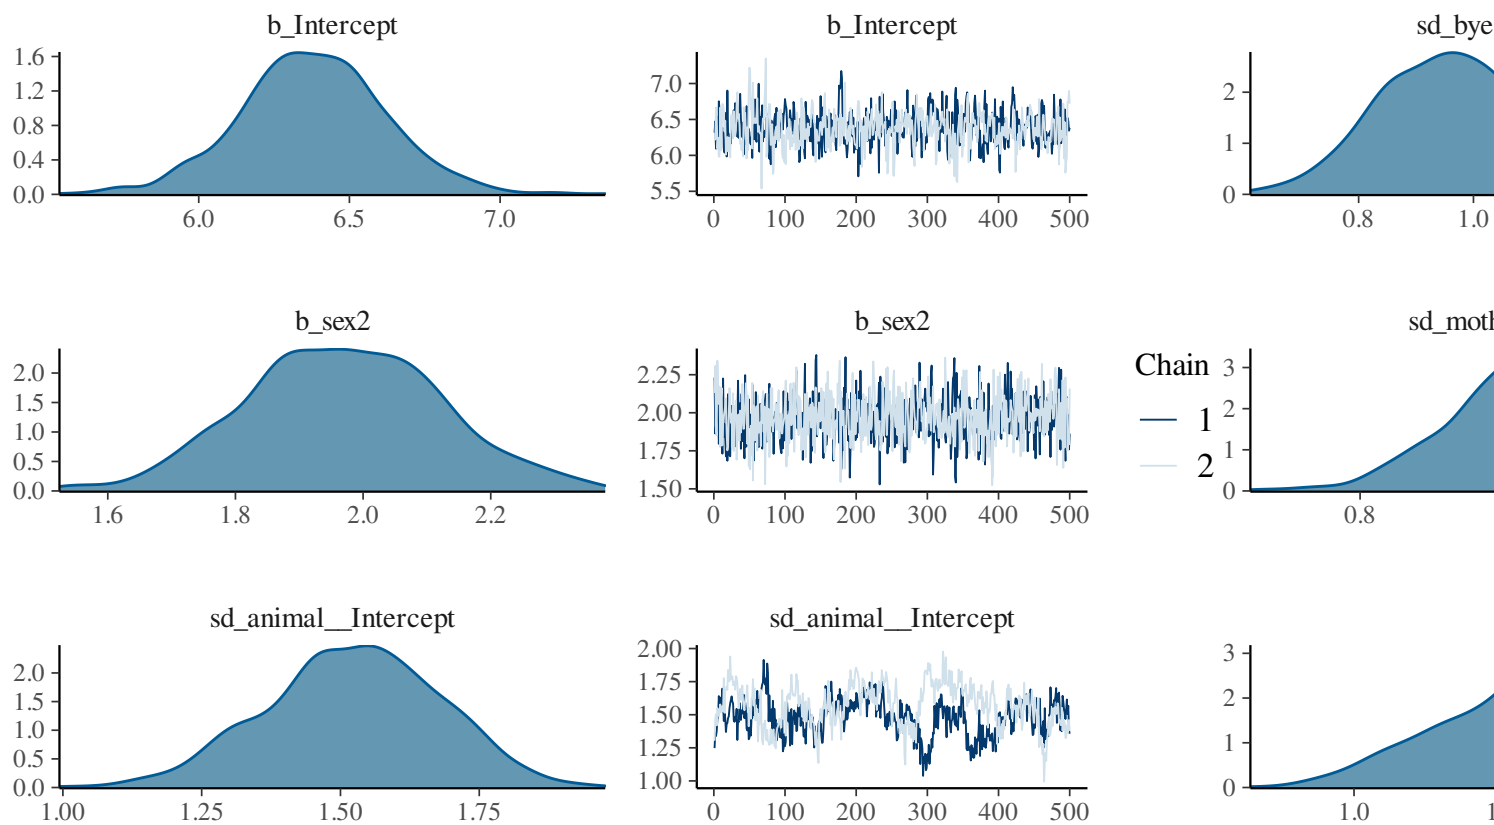 b_Intercept
1.6
1.2
0.8
0.4
0.0
6.0 6.5 7.0
b_Intercept
7.0
6.5
6.0
5.5
0 100 200 300 400 500
sd_bye
2
1
0
0.8 1.0
b_sex2
2.0
1.5
1.0
0.5
0.0
1.6 1.8 2.0 2.2
b_sex2
2.25
2.00
1.75
1.50
0 100 200 300 400 500
Chain
1
2
sd_moth
3
2
1
0
0.8
sd_animal__Intercept
2.0
1.5
1.0
0.5
0.0
1.00 1.25 1.50 1.75
sd_animal__Intercept
2.00
1.75
1.50
1.25
1.00
0 100 200 300 400 500
3
2
1
0
1.0